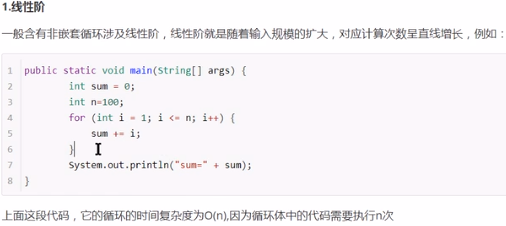 1.线性阶
一般含有非嵌套循环涉及线性阶，线性阶就是随着输入规模的扩大，对应计算次数呈直线增长，例如：
1 public static void main(String[] args) {
2 int sum = 0;
3 int n=100;
4 for (int i = 1; i <= n; i++) {
5 sum += i;
6 }
7 System.out.println("sum=" + sum);
8 }
上面这段代码，它的循环的时间复杂度为O(n),因为循环体中的代码需要执行n次